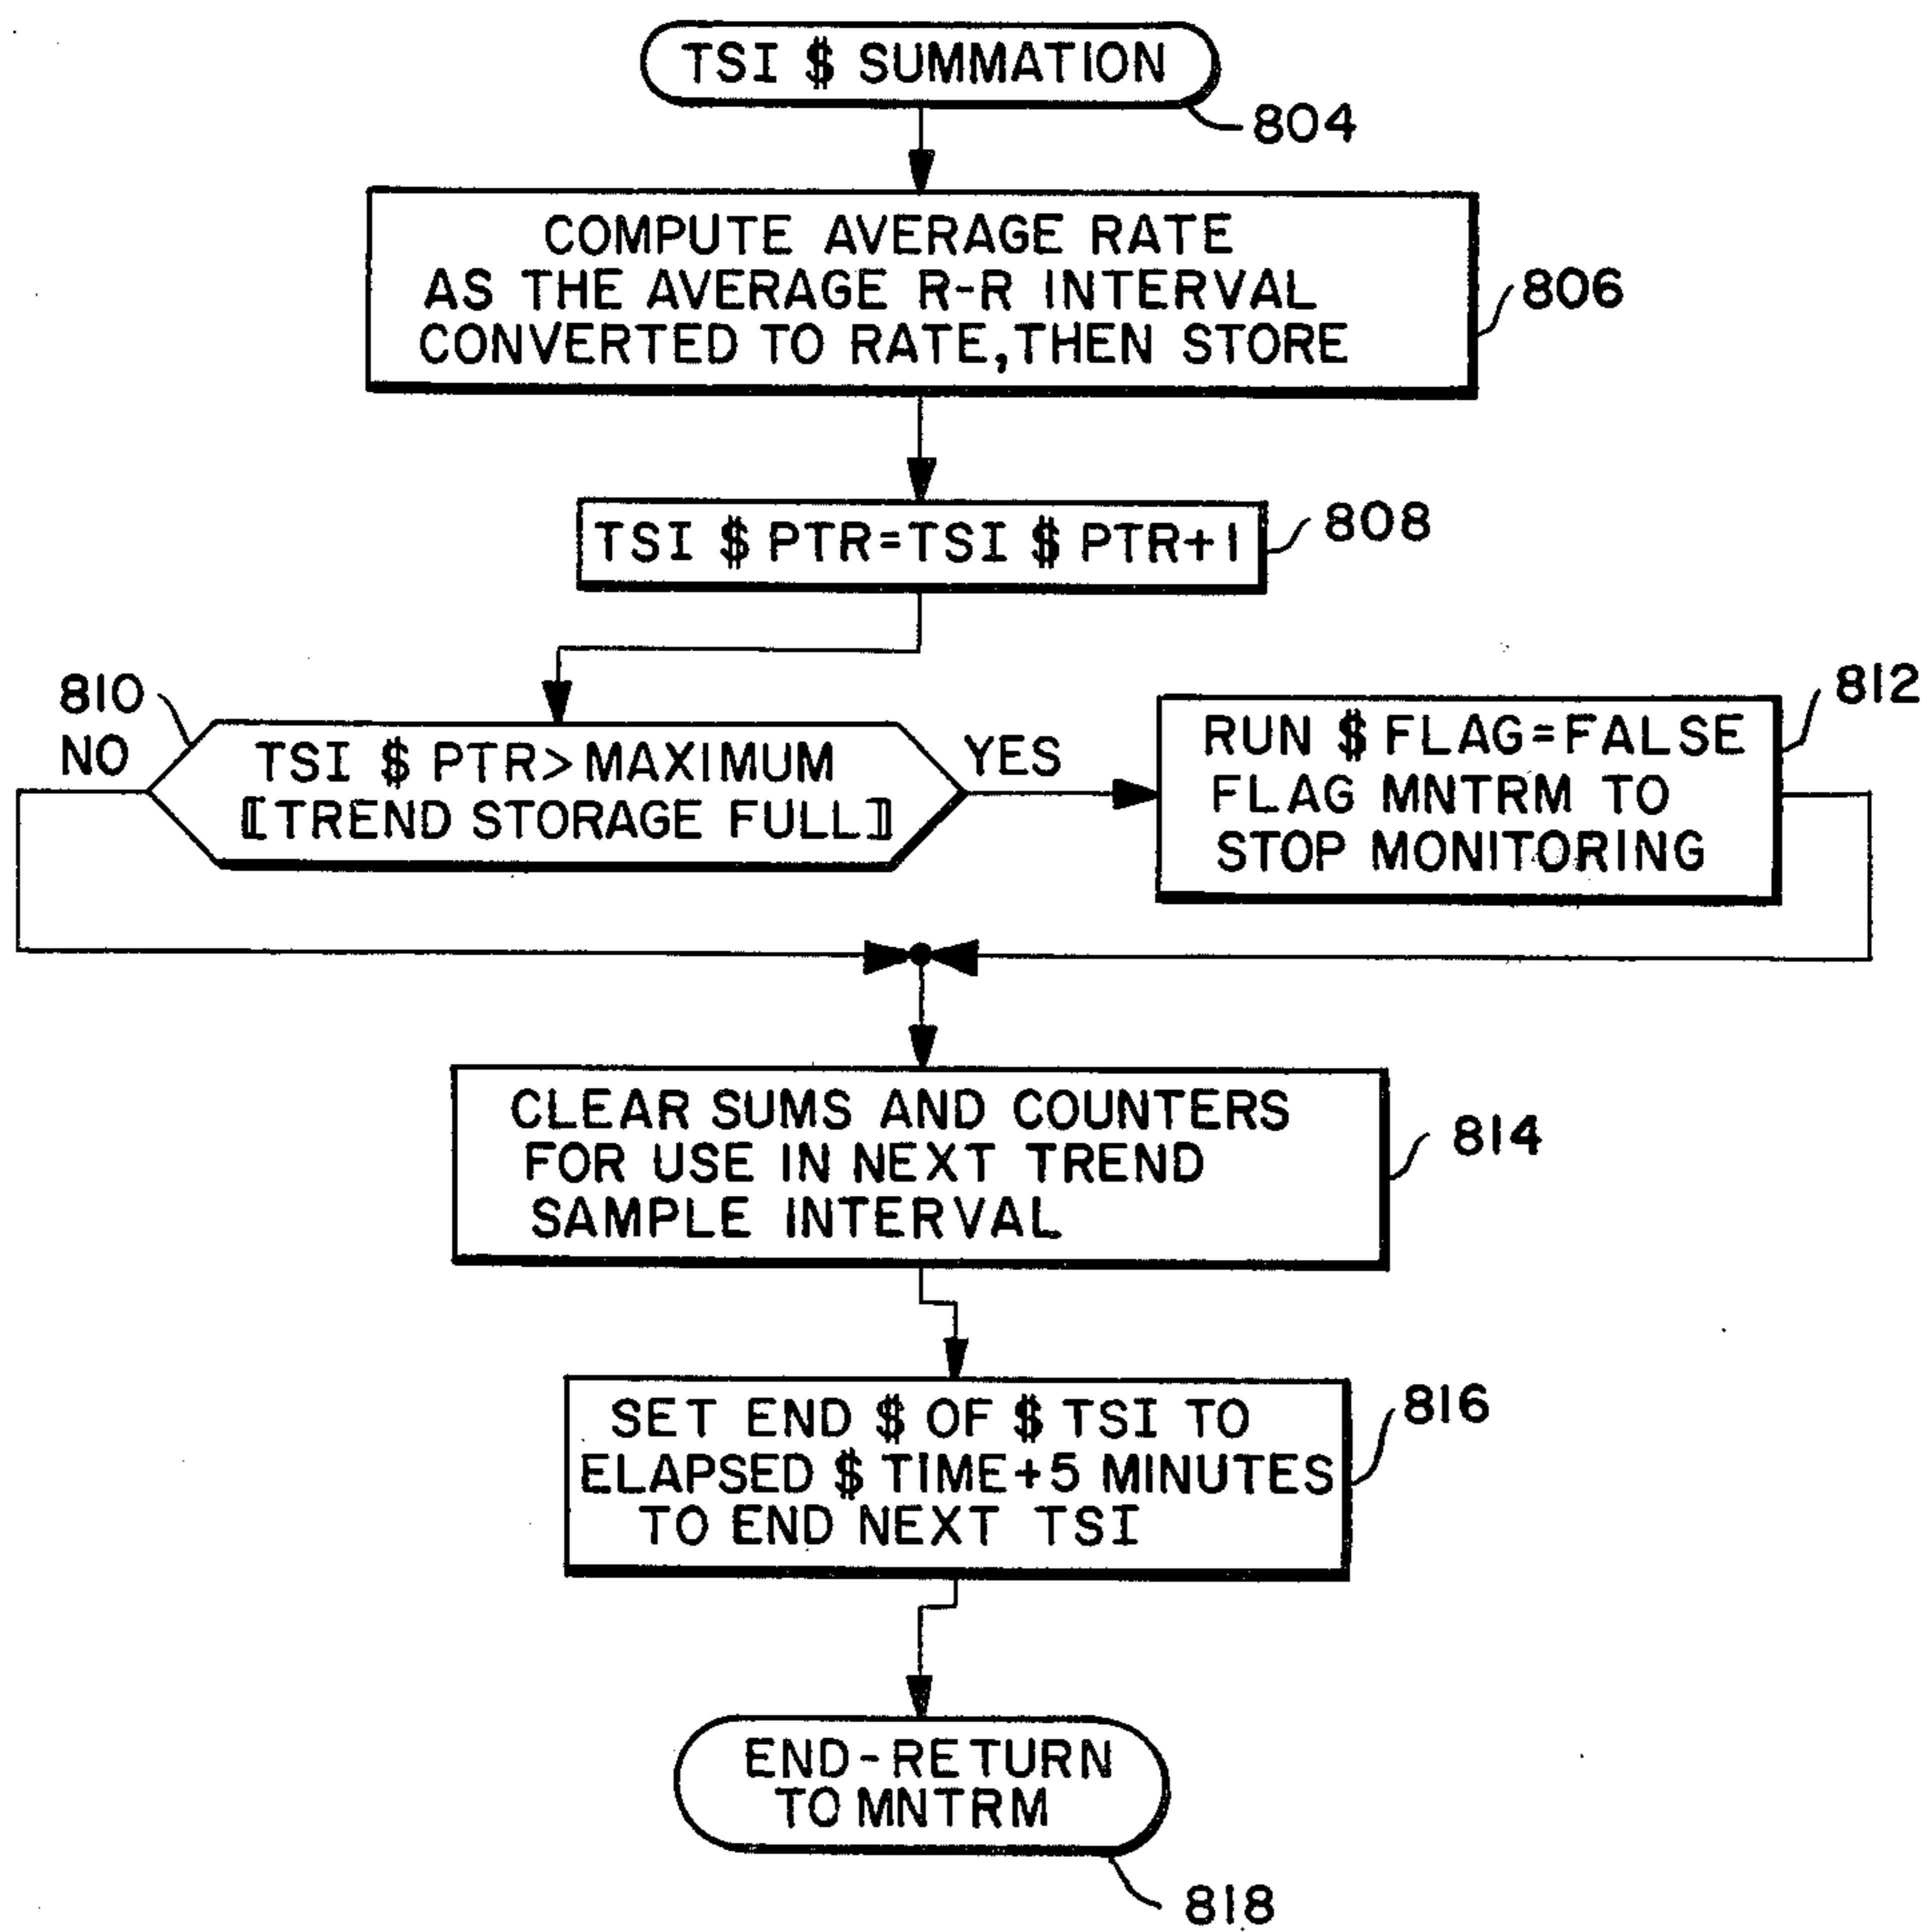 TSI $ SUMMATION
804
COMPUTE AVERAGE RATE
AS THE AVERAGE R-R INTERVAL
CONVERTED TO RATE, THEN STORE
806
TSI $ PTR=TSI $ PTR+1
808
810
NO
TSI $ PTR>MAXIMUM
[TREND STORAGE FULL]
YES
RUN $ FLAG=FALSE
FLAG MNTRM TO
STOP MONITORING
812
CLEAR SUMS AND COUNTERS
FOR USE IN NEXT TREND
SAMPLE INTERVAL
814
SET END $ OF $ TSI TO
ELAPSED $ TIME+5 MINUTES
TO END NEXT TSI
816
END-RETURN
TO MNTRM
818